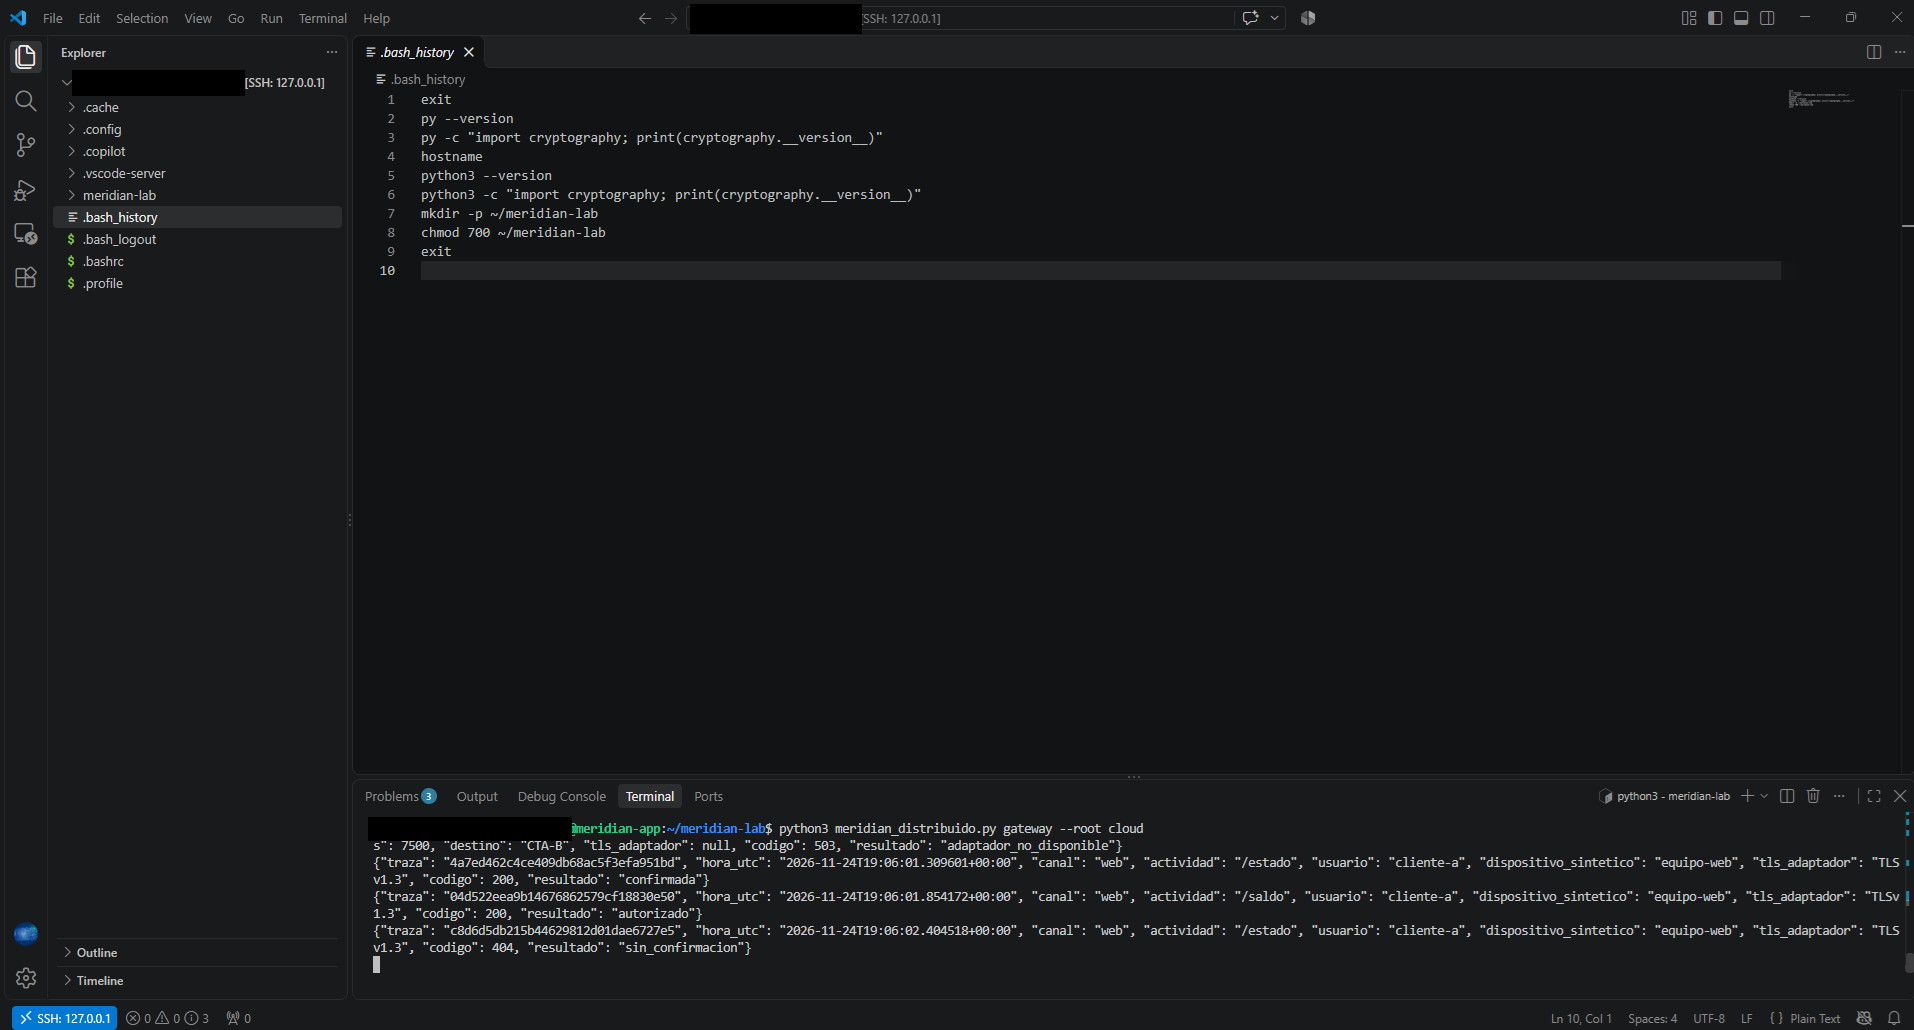 File Edit Selection View Go Run Terminal Help
[SSH: 127.0.0.1]
Explorer
[SSH: 127.0.0.1]
.cache
.config
.copilot
.vscode-server
meridian-lab
.bash_history
.bash_logout
.bashrc
.profile
Outline
Timeline
.bash_history
.bash_history
1 exit
2 py --version
3 py -c "import cryptography; print(cryptography.__version__)"
4 hostname
5 python3 --version
6 python3 -c "import cryptography; print(cryptography.__version__)"
7 mkdir -p ~/meridian-lab
8 chmod 700 ~/meridian-lab
9 exit
10
Problems 3 Output Debug Console Terminal Ports
python3 - meridian-lab
@meridian-app:~/meridian-lab$ python3 meridian_distribuido.py gateway --root cloud
s": 7500, "destino": "CTA-B", "tls_adaptador": null, "codigo": 503, "resultado": "adaptador_no_disponible"}
{"traza": "4a7ed462c4ce409db68ac5f3efa951bd", "hora_utc": "2026-11-24T19:06:01.309601+00:00", "canal": "web", "actividad": "/estado", "usuario": "cliente-a", "dispositivo_sintetico": "equipo-web", "tls_adaptador": "TLS
v1.3", "codigo": 200, "resultado": "confirmada"}
{"traza": "04d522eea9b14676862579cf18830e50", "hora_utc": "2026-11-24T19:06:01.854172+00:00", "canal": "web", "actividad": "/saldo", "usuario": "cliente-a", "dispositivo_sintetico": "equipo-web", "tls_adaptador": "TLSv
1.3", "codigo": 200, "resultado": "autorizado"}
{"traza": "c8d6d5db215b44629812d01dae6727e5", "hora_utc": "2026-11-24T19:06:02.404518+00:00", "canal": "web", "actividad": "/estado", "usuario": "cliente-a", "dispositivo_sintetico": "equipo-web", "tls_adaptador": "TLS
v1.3", "codigo": 404, "resultado": "sin_confirmacion"}
SSH: 127.0.0.1 0 0 3 0
Ln 10, Col 1 Spaces: 4 UTF-8 LF { } Plain Text